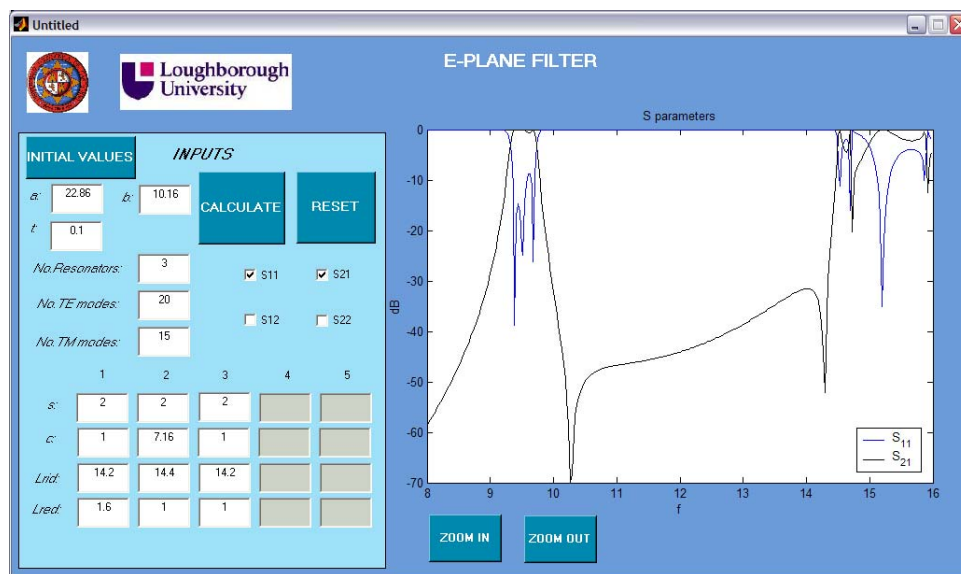 Untitled
Loughborough
University
E-PLANE FILTER
INITIAL VALUES
INPUTS
a: 22.86 b: 10.16
t: 0.1
CALCULATE
RESET
No.Resonators: 3
No.TE modes: 20
No.TM modes: 15
S11 S21
S12 S22
1 2 3 4 5
s: 2 2 2
c: 1 7.16 1
Lrid: 14.2 14.4 14.2
Lred: 1.6 1 1
S parameters
dB
0
-10
-20
-30
-40
-50
-60
-70
8 9 10 11 12 13 14 15 16
f
S11
S21
ZOOM IN
ZOOM OUT